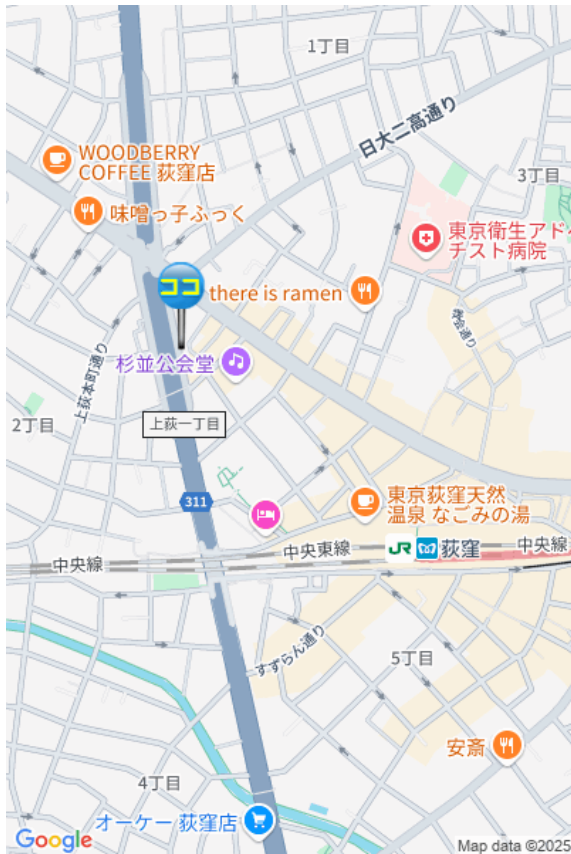 1丁目
日大二高通り
WOODBERRY
COFFEE 荻窪店
3丁目
味噌っ子ふっく
東京衛生アド
チスト病院
ココ
there is ramen
教会通り
杉並公会堂
上荻本町通り
2丁目
上荻一丁目
311
東京荻窪天然
温泉 なごみの湯
中央線
中央東線
JR
荻窪
中央線
すずらん通り
5丁目
安斎
4丁目
オーケー 荻窪店
Google
Map data ©2025